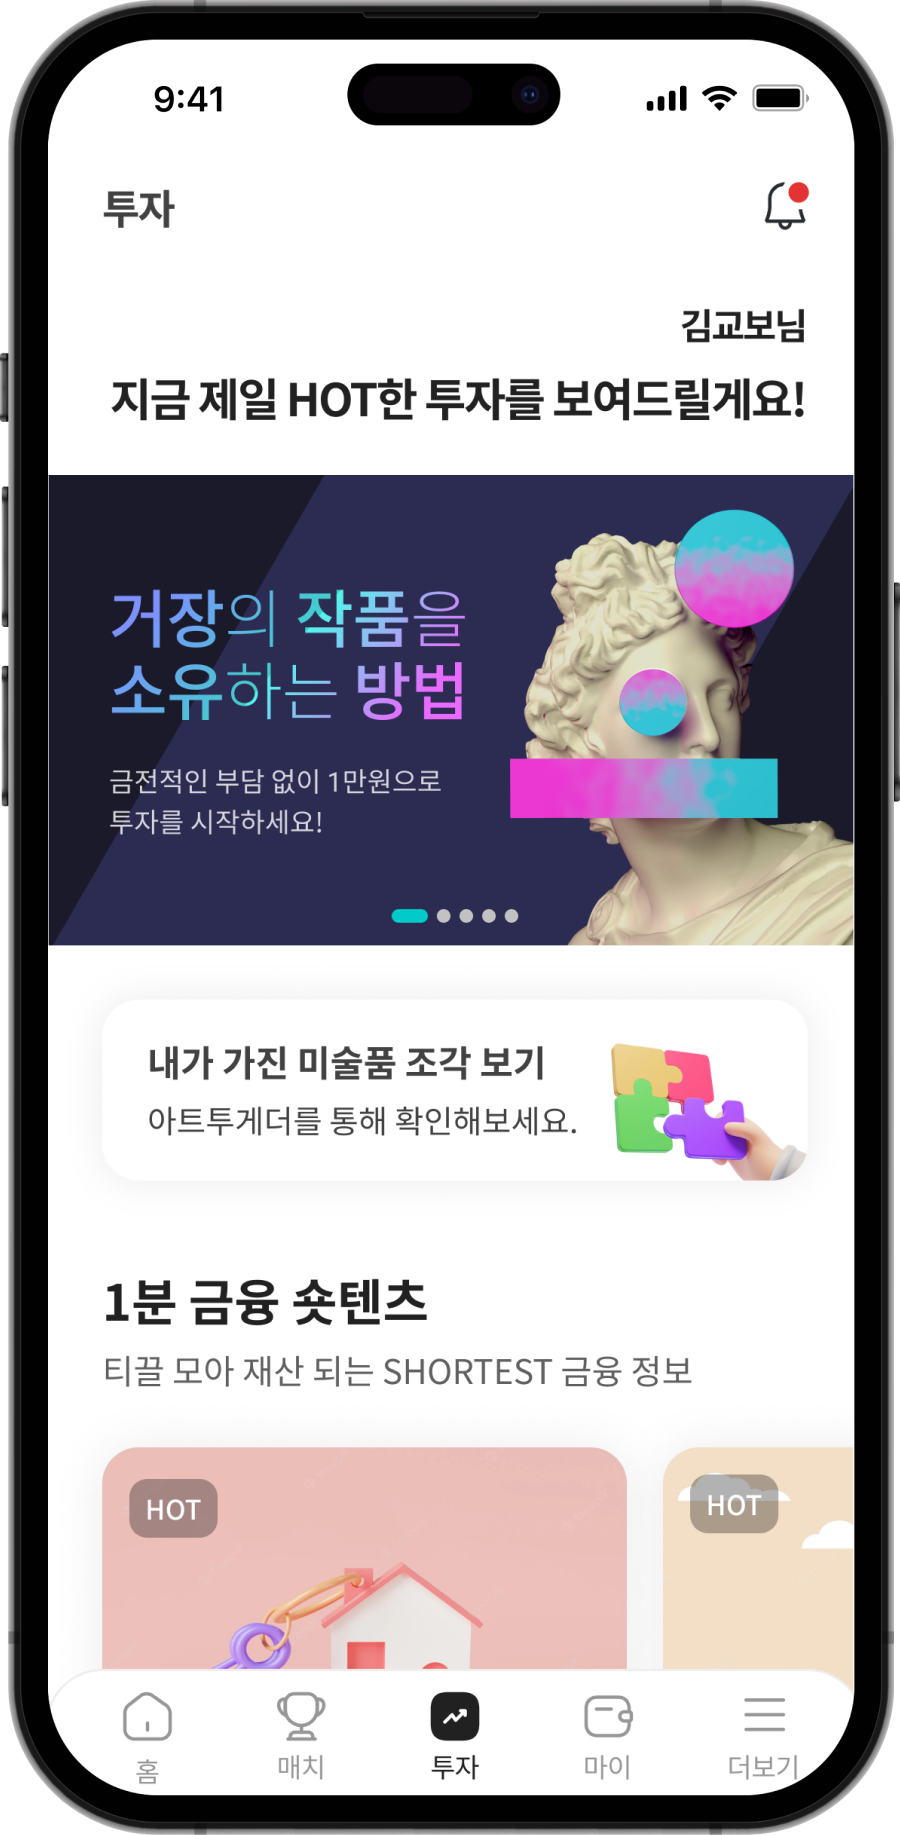 9:41
투자
김교보님
지금 제일 HOT한 투자를 보여드릴게요!
거장의 작품을
소유하는 방법
금전적인 부담 없이 1만원으로
투자를 시작하세요!
내가 가진 미술품 조각 보기
아트투게더를 통해 확인해보세요.
1분 금융 숏텐츠
티끌 모아 재산 되는 SHORTEST 금융 정보
HOT
HOT
홈
매치
투자
마이
더보기